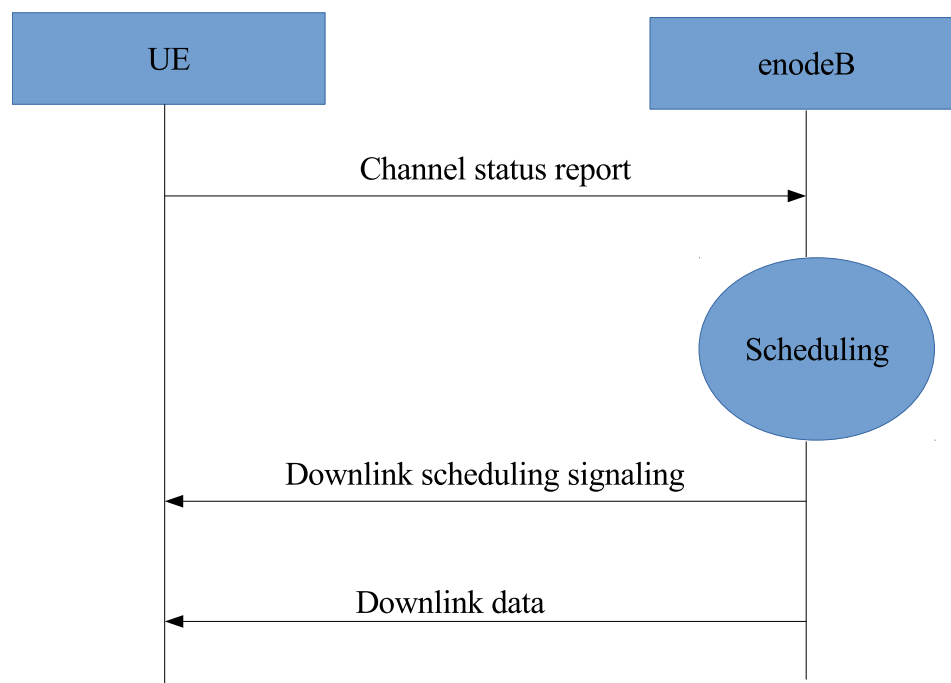 UE
enodeB
Channel status report
Scheduling
Downlink scheduling signaling
Downlink data